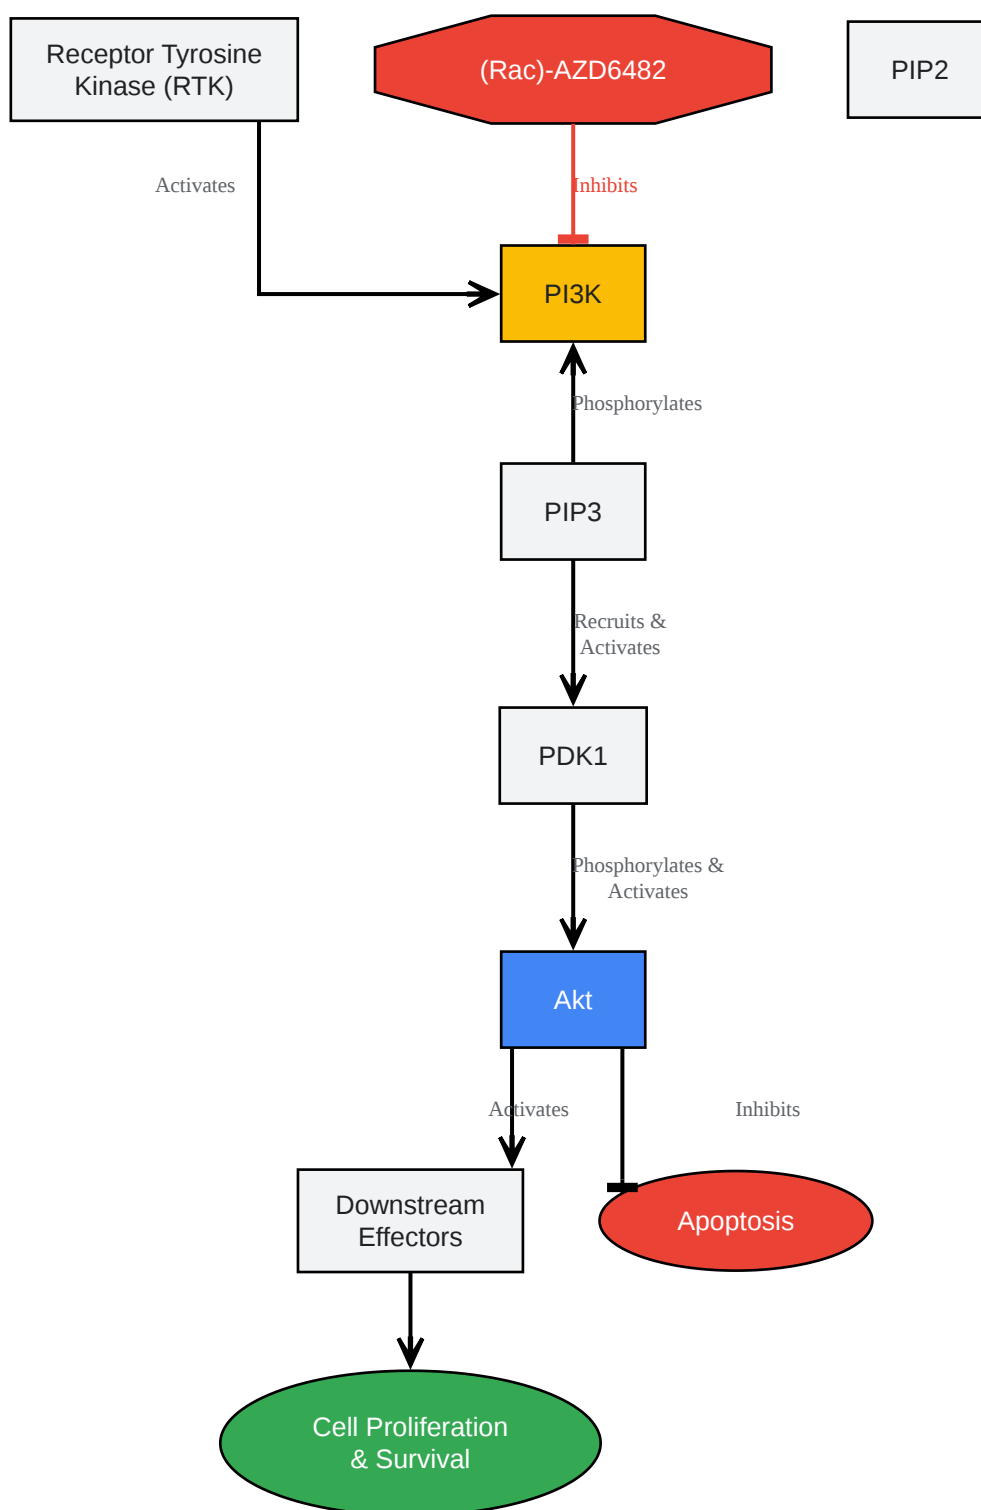 Receptor Tyrosine
Kinase (RTK)
(Rac)-AZD6482
PIP2
Activates
Inhibits
PI3K
Phosphorylates
PIP3
Recruits &
Activates
PDK1
Phosphorylates &
Activates
Akt
Activates
Inhibits
Downstream
Effectors
Apoptosis
Cell Proliferation
& Survival